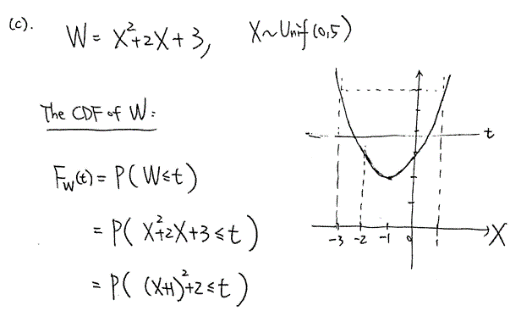 (c). W = X²+2X+3, X~Unif(0,5)
The CDF of W:
F_W(t) = P(W≤t)
= P( X²+2X+3 ≤ t )
= P( (X+1)²+2 ≤ t )
t
-3 -2 -1 0 X